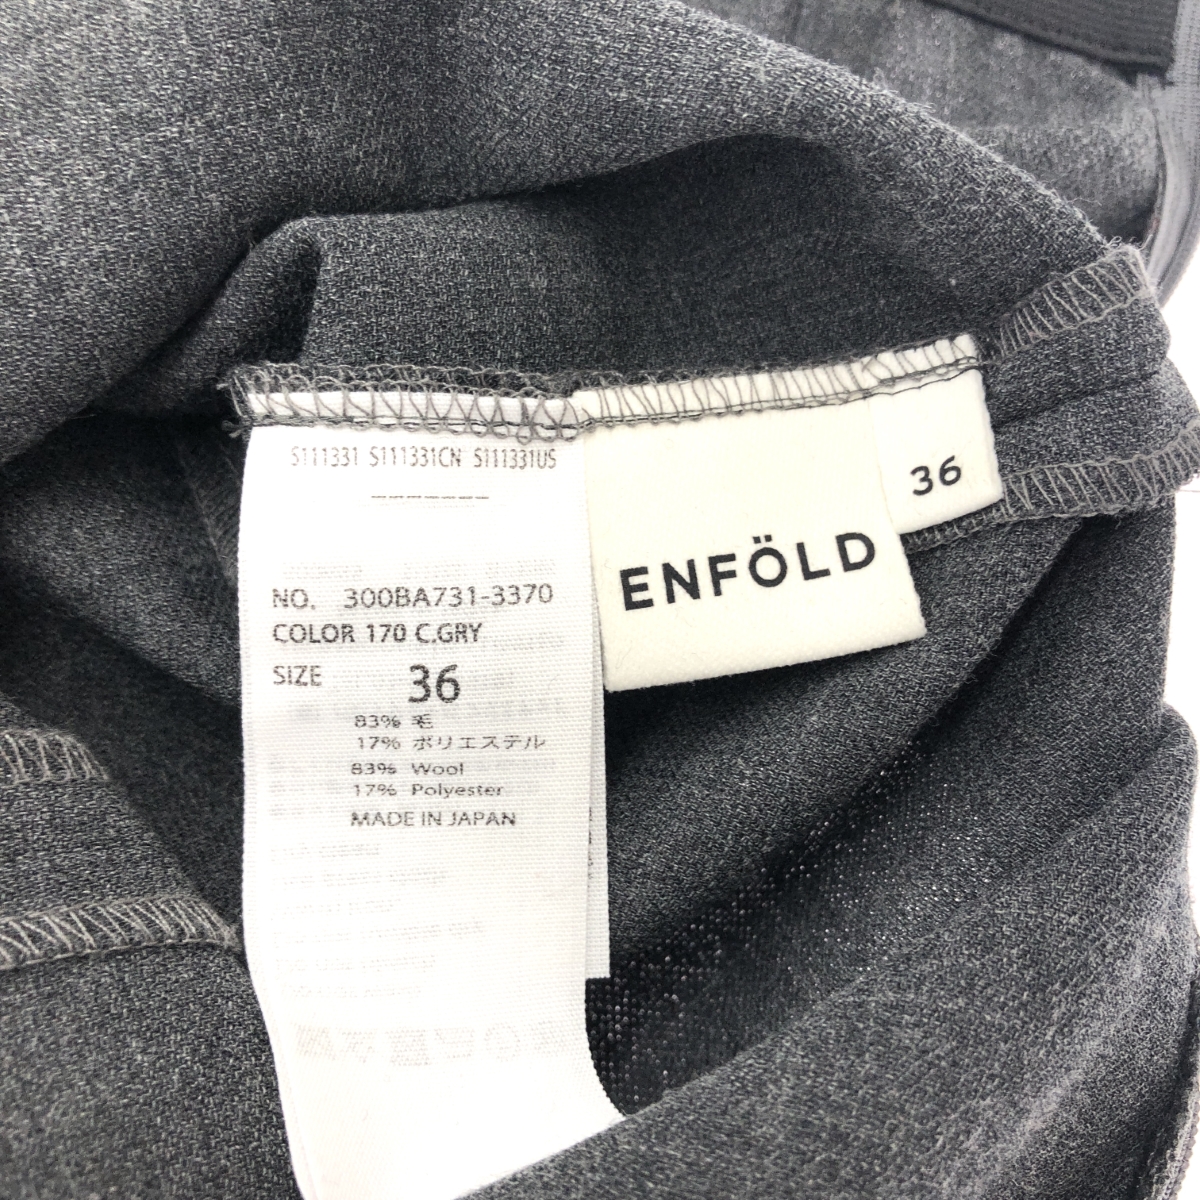 S111331 S111331CN S111331US
NO. 300BA731-3370
COLOR 170 C.GRY
SIZE 36
83% 毛
17% ポリエステル
83% Wool
17% Polyester
MADE IN JAPAN
ENFÖLD
36